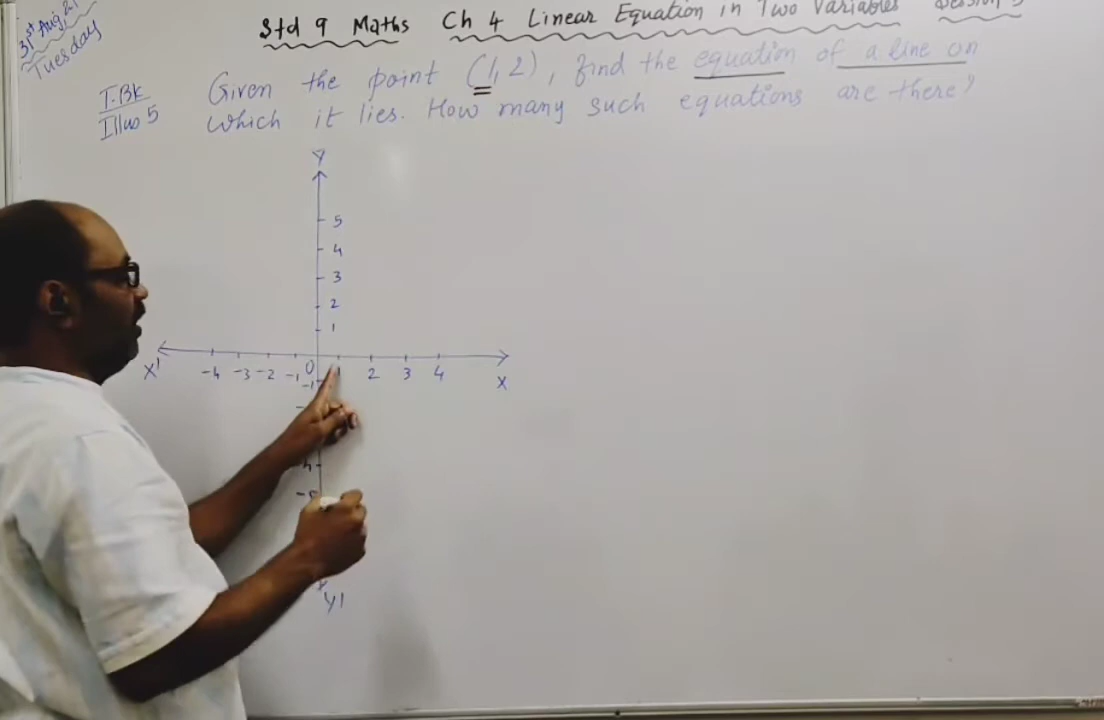 31st Aug, 21
Tuesday
Std 9 Maths Ch 4 Linear Equation in Two Variables
T.Bk
Illus 5
Given the point (1,2), find the equation of a line on
which it lies. How many such equations are there?
Y
5
4
3
2
1
X' -4 -3 -2 -1 0 1 2 3 4 X
-1
Y'